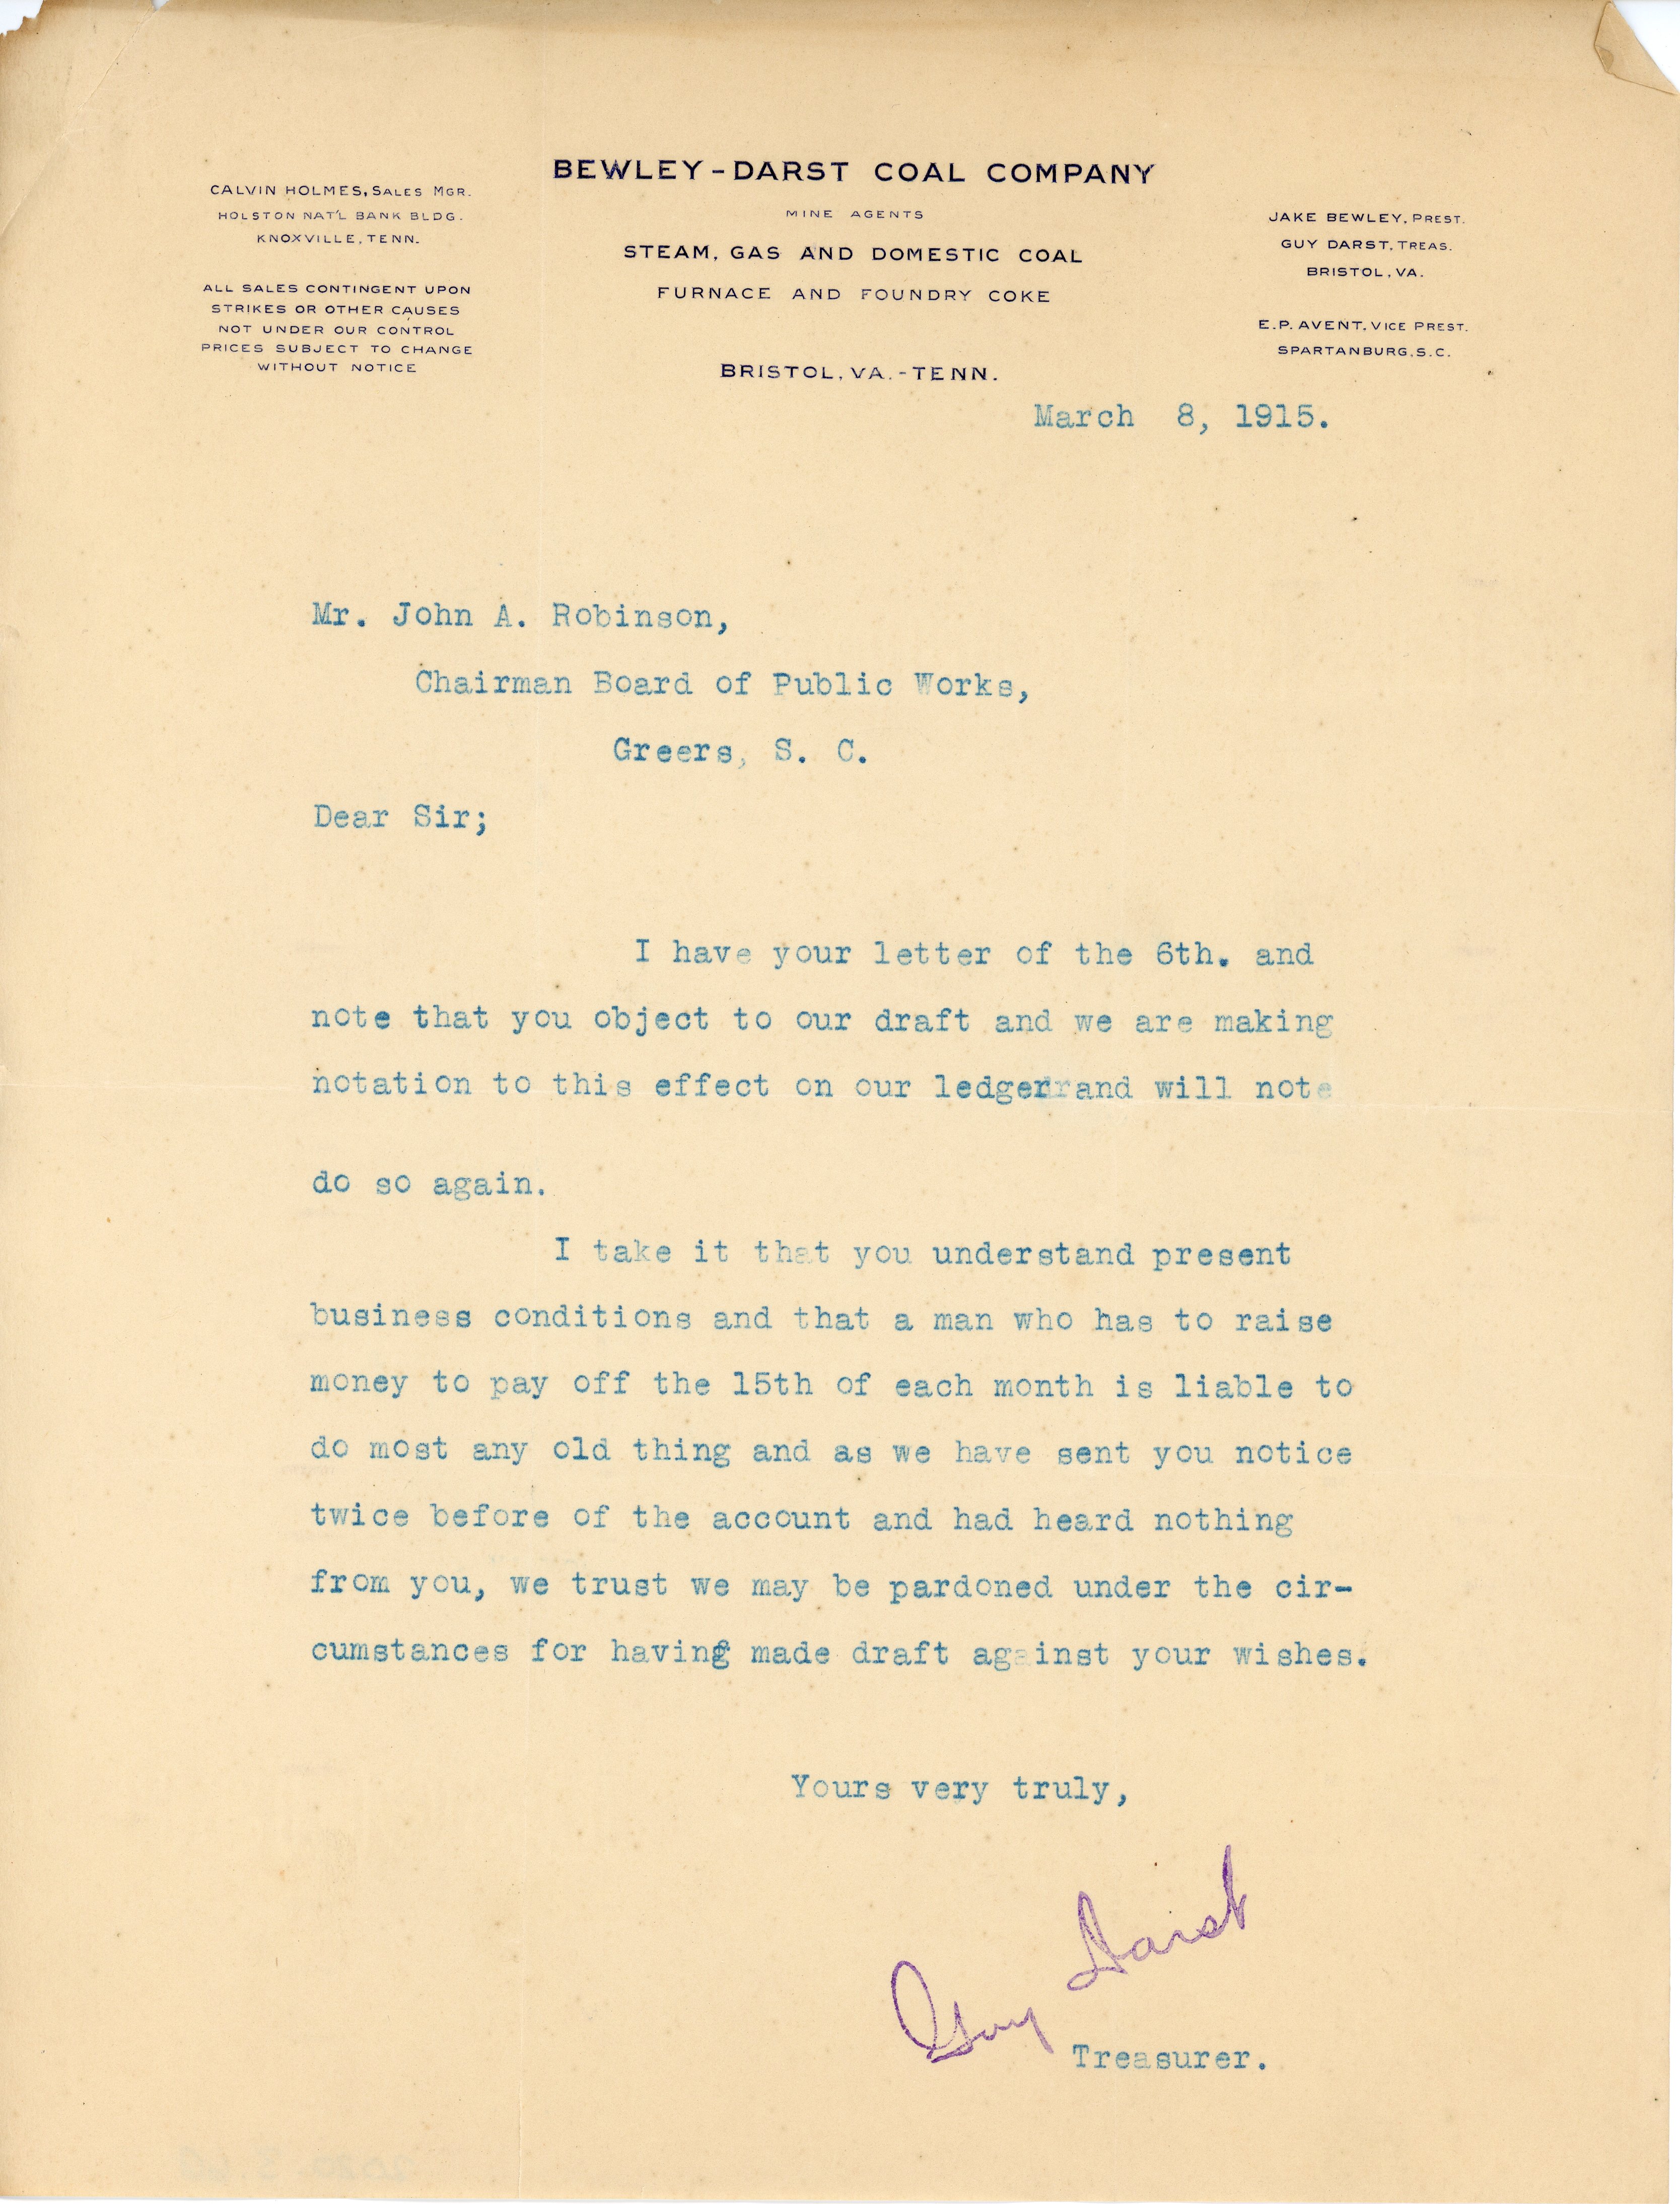 BEWLEY-DARST COAL COMPANY
MINE AGENTS
STEAM, GAS AND DOMESTIC COAL
FURNACE AND FOUNDRY COKE
BRISTOL, VA.-TENN.
CALVIN HOLMES, SALES MGR.
HOLSTON NAT'L BANK BLDG.
KNOXVILLE, TENN.
ALL SALES CONTINGENT UPON
STRIKES OR OTHER CAUSES
NOT UNDER OUR CONTROL
PRICES SUBJECT TO CHANGE
WITHOUT NOTICE
JAKE BEWLEY, PREST.
GUY DARST, TREAS.
BRISTOL, VA.
E.P. AVENT, VICE PREST.
SPARTANBURG, S.C.
March 8, 1915.
Mr. John A. Robinson,
Chairman Board of Public Works,
Greers, S. C.
Dear Sir;
I have your letter of the 6th. and
note that you object to our draft and we are making
notation to this effect on our ledgerrand will note
do so again.
I take it that you understand present
business conditions and that a man who has to raise
money to pay off the 15th of each month is liable to
do most any old thing and as we have sent you notice
twice before of the account and had heard nothing
from you, we trust we may be pardoned under the cir-
cumstances for having made draft against your wishes.
Yours very truly,
Guy Darst
Treasurer.